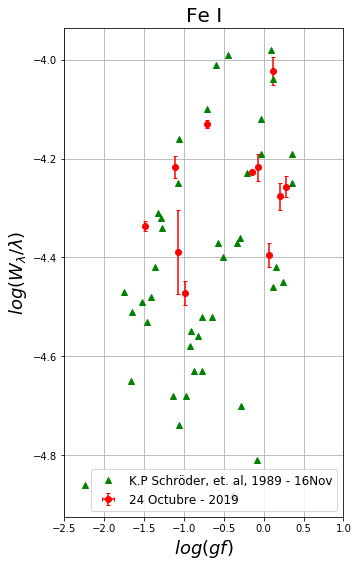 Fe I
−4.0
−4.2
−4.4
−4.6
−4.8
log(Wλ/λ)
K.P Schröder, et. al, 1989 - 16Nov
24 Octubre - 2019
−2.5 −2.0 −1.5 −1.0 −0.5 0.0 0.5 1.0
log(gf)